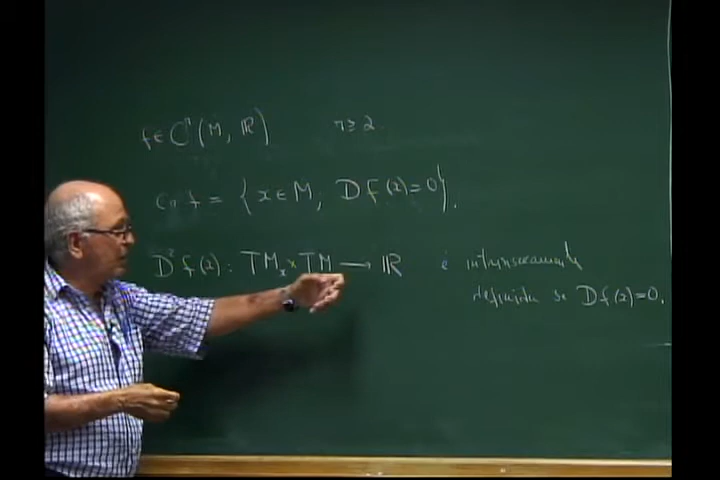 f ∈ C^r(M, ℝ) r ≥ 2.
Cr f = {x ∈ M, Df(x)=0}.
D²f(x): TM_x × TM → ℝ é intrinsecamente
definida se Df(x)=0.